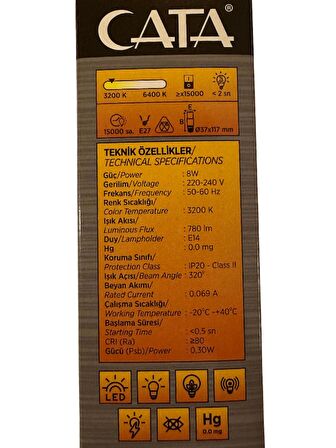 CATA®
3200 K 6400 K ≥x15000 < 2 sn
15000 sa. E27 E B Ø37x117 mm
TEKNİK ÖZELLİKLER/
TECHNICAL SPECIFICATIONS
Güç/Power : 8W
Gerilim/Voltage : 220-240 V
Frekans/Frequency : 50-60 Hz
Renk Sıcaklığı/
Color Temperature : 3200 K
Işık Akısı/
Luminous Flux : 780 lm
Duy/Lampholder : E14
Hg : 0.0 mg
Koruma Sınıfı/
Protection Class : IP20 - Class II
Işık Açısı/Beam Angle : 320°
Beyan Akımı/
Rated Current : 0.069 A
Çalışma Sıcaklığı/
Working Temperature : -20°C ~+40°C
Başlama Süresi/
Starting Time : <0.5 sn
CRI (Ra) : ≥80
Gücü (Psb)/Power : 0,30W
LED
Hg
0.0 mg